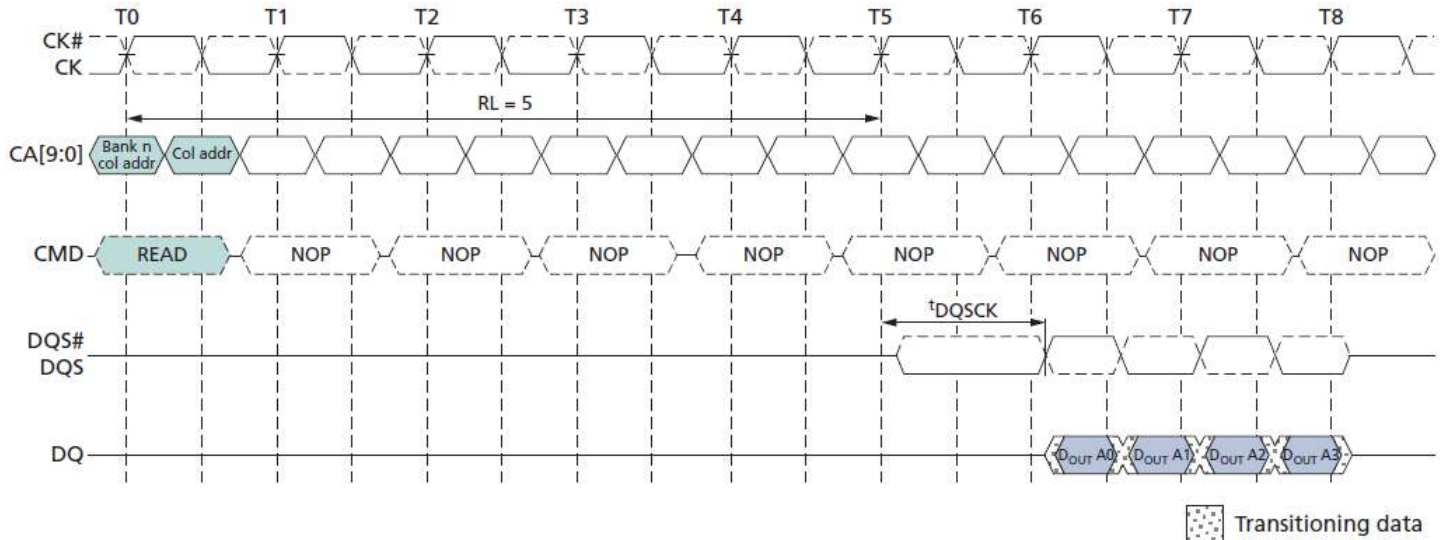 T0 T1 T2 T3 T4 T5 T6 T7 T8
CK#
CK
RL = 5
CA[9:0] Bank n col addr Col addr
CMD READ NOP NOP NOP NOP NOP NOP NOP NOP
tDQSCK
DQS#
DQS
DQ DOUT A0 DOUT A1 DOUT A2 DOUT A3
Transitioning data